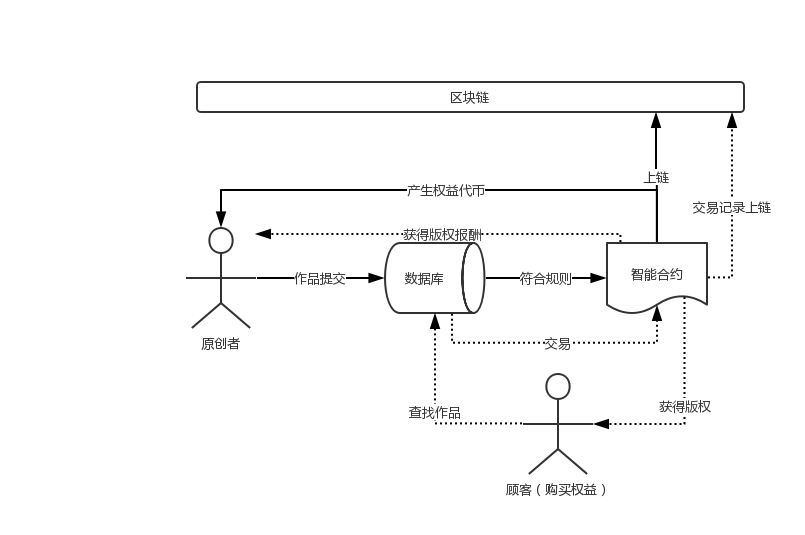 区块链
上链
产生权益代币
交易记录上链
获得版权报酬
作品提交
数据库
符合规则
智能合约
原创者
交易
查找作品
获得版权
顾客（购买权益）